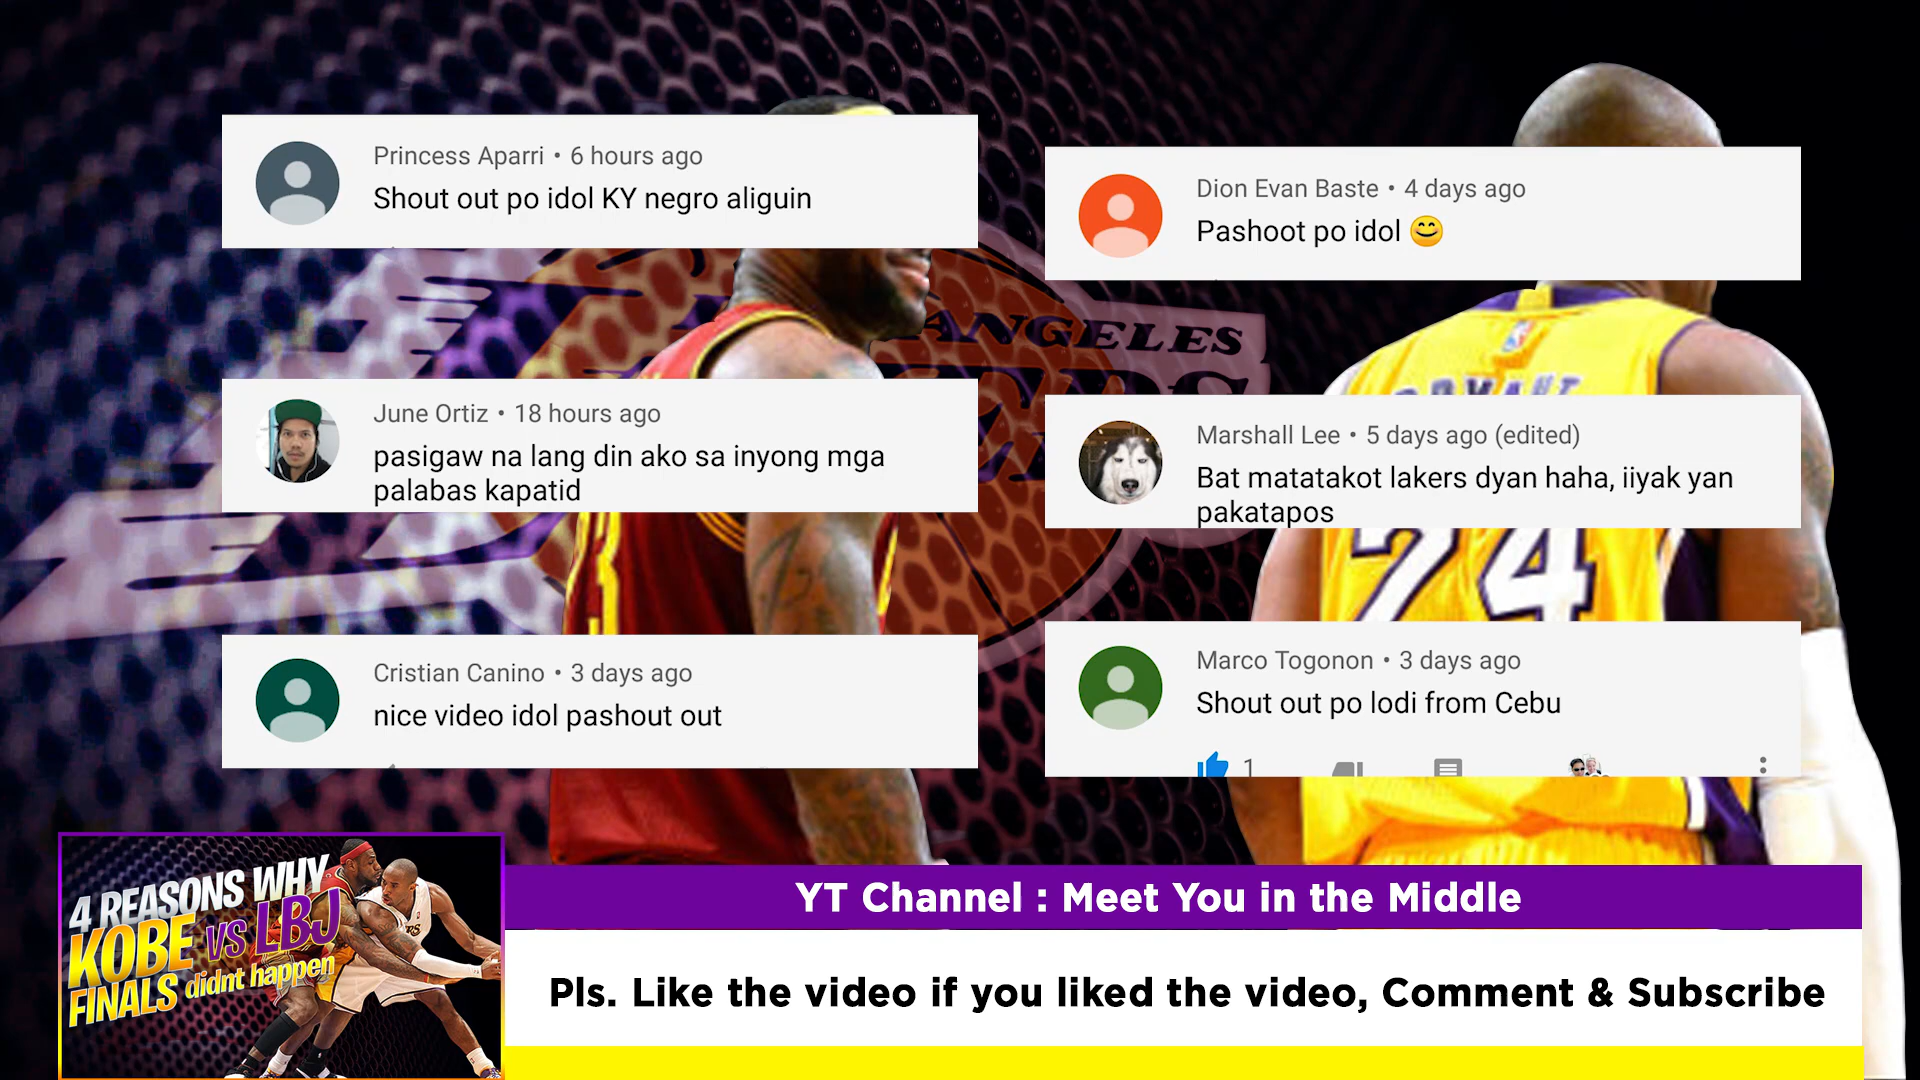 Princess Aparri • 6 hours ago
Shout out po idol KY negro aliguin
Dion Evan Baste • 4 days ago
Pashoot po idol 😊
ANGELES
June Ortiz • 18 hours ago
pasigaw na lang din ako sa inyong mga
palabas kapatid
Marshall Lee • 5 days ago (edited)
Bat matatakot lakers dyan haha, iiyak yan
pakatapos
24
Cristian Canino • 3 days ago
nice video idol pashout out
Marco Togonon • 3 days ago
Shout out po lodi from Cebu
1
4 REASONS WHY
KOBE VS LBJ
FINALS didnt happen
YT Channel : Meet You in the Middle
Pls. Like the video if you liked the video, Comment & Subscribe